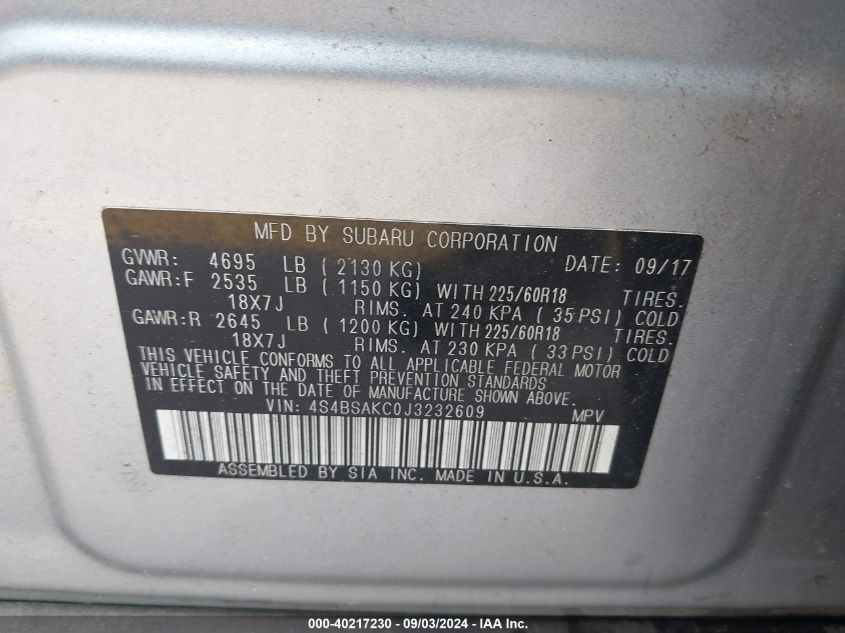 MFD BY SUBARU CORPORATION
GVWR: 4695 LB ( 2130 KG) DATE: 09/17
GAWR:F 2535 LB ( 1150 KG) WITH 225/60R18 TIRES.
18X7J RIMS. AT 240 KPA ( 35 PSI) COLD
GAWR:R 2645 LB ( 1200 KG) WITH 225/60R18 TIRES.
18X7J RIMS. AT 230 KPA ( 33 PSI) COLD
THIS VEHICLE CONFORMS TO ALL APPLICABLE FEDERAL MOTOR
VEHICLE SAFETY AND THEFT PREVENTION STANDARDS
IN EFFECT ON THE DATE OF MANUFACTURE SHOWN ABOVE.
VIN: 4S4BSAKC0J3232609 MPV
ASSEMBLED BY SIA INC. MADE IN U.S.A.
000-40217230 - 09/03/2024 - IAA Inc.